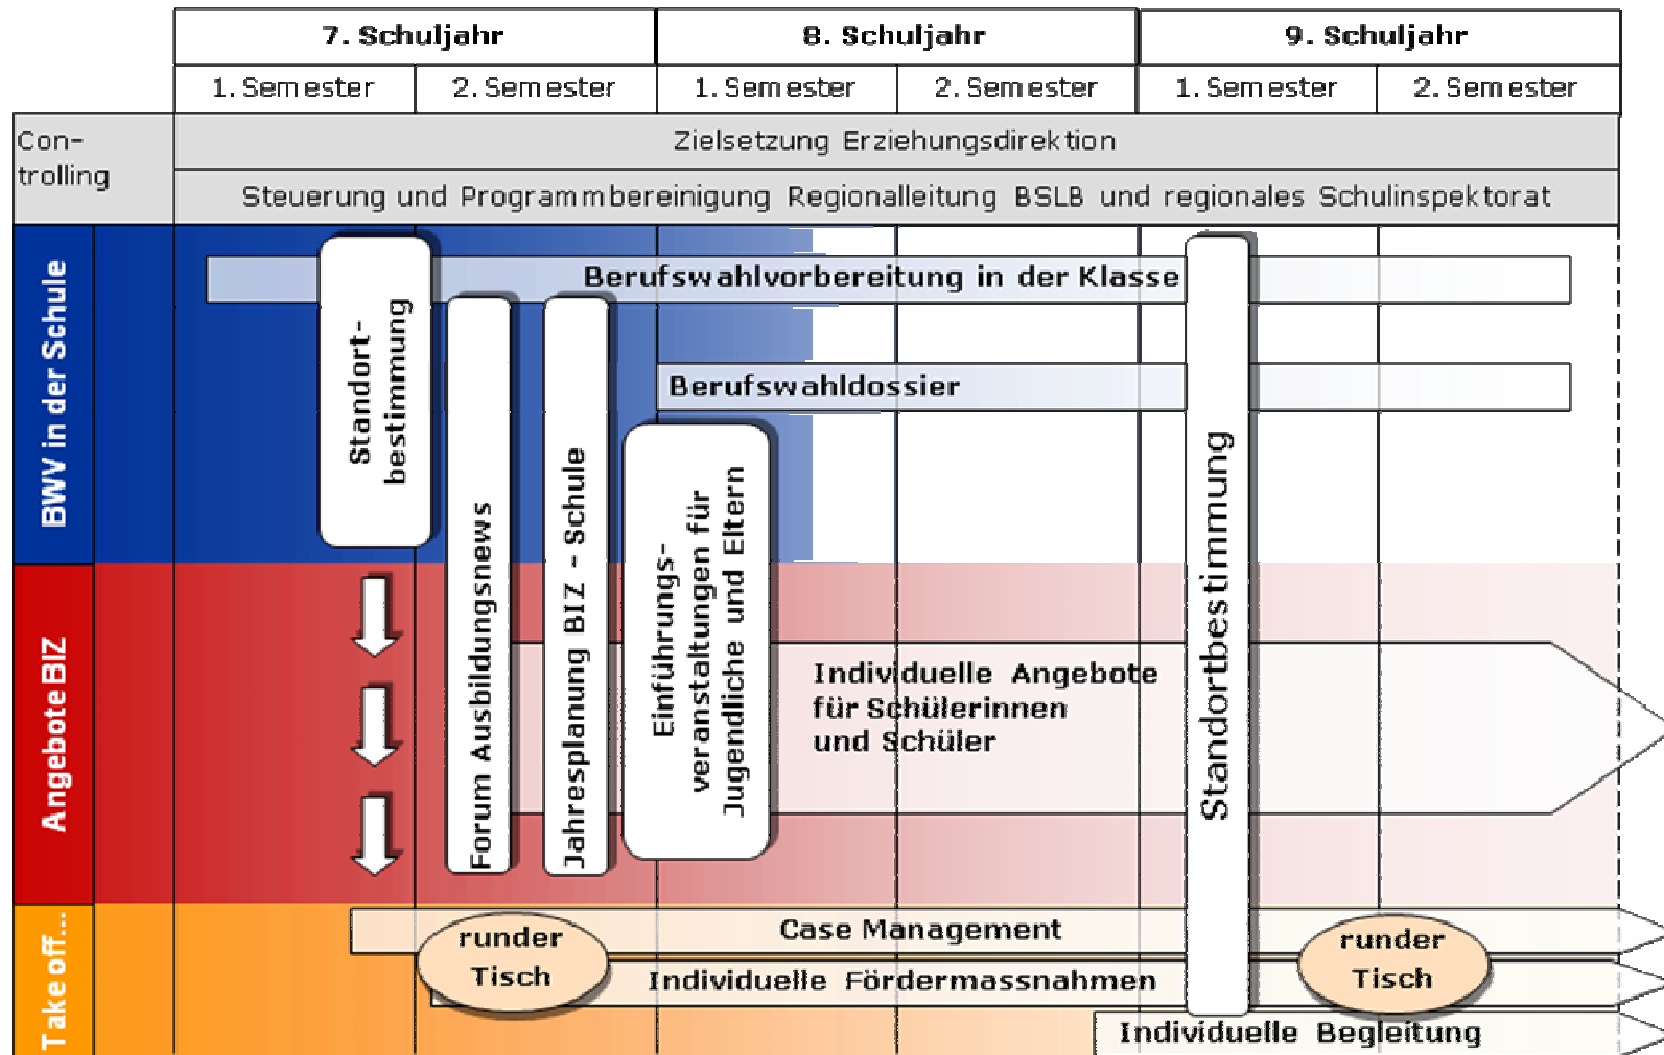 7. Schuljahr
8. Schuljahr
9. Schuljahr
1. Semester
2. Semester
1. Semester
2. Semester
1. Semester
2. Semester
Con-
trolling
Zielsetzung Erziehungsdirektion
Steuerung und Programmbereinigung Regionalleitung BSLB und regionales Schulinspektorat
BWV in der Schule
Berufswahlvorbereitung in der Klasse
Standort-
bestimmung
Berufswahldossier
Forum Ausbildungsnews
Jahresplanung BIZ - Schule
Einführungs-
veranstaltungen für
Jugendliche und Eltern
Standortbestimmung
Angebote BIZ
Individuelle Angebote
für Schülerinnen
und Schüler
Take off...
Case Management
runder
Tisch
runder
Tisch
Individuelle Fördermassnahmen
Individuelle Begleitung